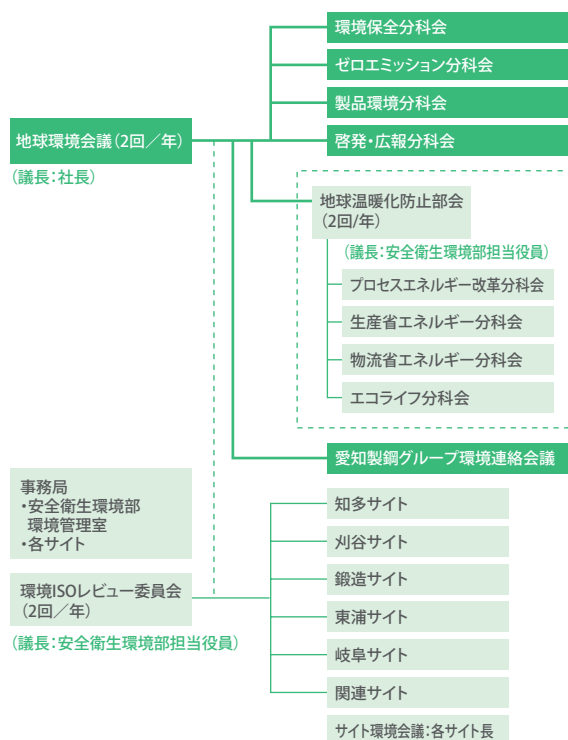 環境保全分科会
ゼロエミッション分科会
製品環境分科会
啓発・広報分科会
地球環境会議(2回／年)
(議長：社長)
地球温暖化防止部会
(2回/年)
(議長：安全衛生環境部担当役員)
プロセスエネルギー改革分科会
生産省エネルギー分科会
物流省エネルギー分科会
エコライフ分科会
愛知製鋼グループ環境連絡会議
事務局
・安全衛生環境部
環境管理室
・各サイト
環境ISOレビュー委員会
(2回／年)
(議長：安全衛生環境部担当役員)
知多サイト
刈谷サイト
鍛造サイト
東浦サイト
岐阜サイト
関連サイト
サイト環境会議：各サイト長